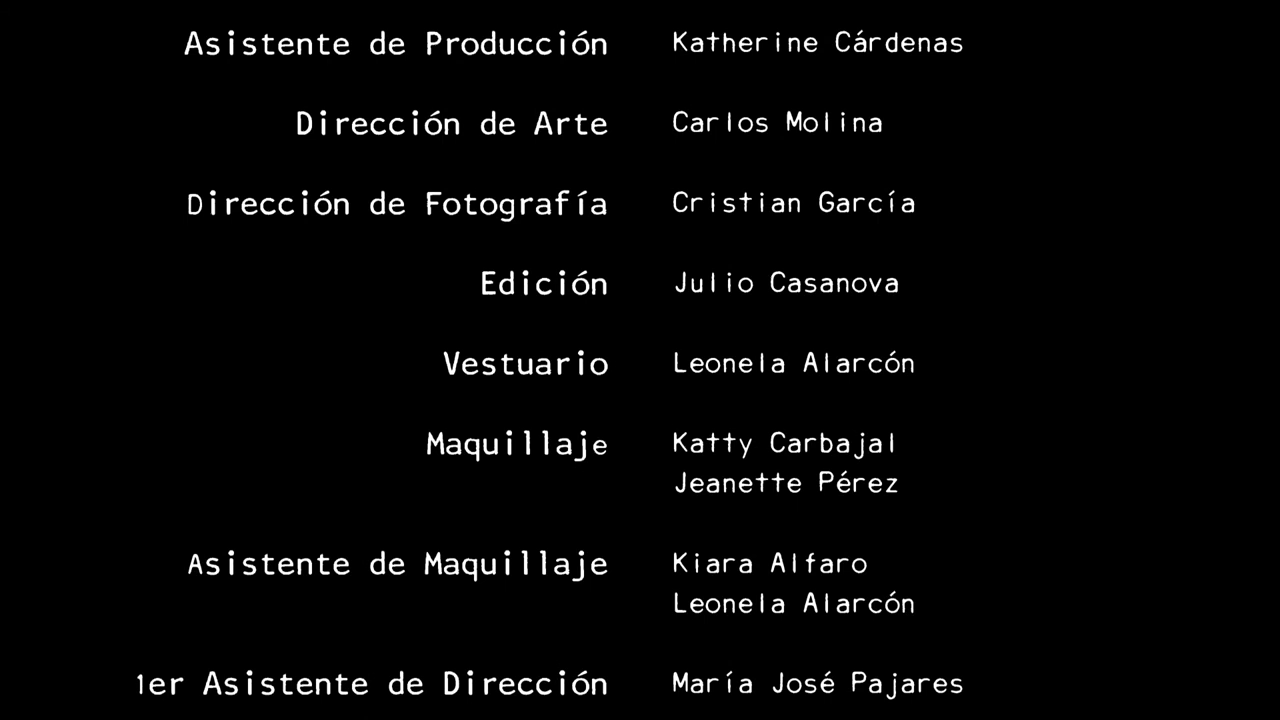 Asistente de Producción Katherine Cárdenas
Dirección de Arte Carlos Molina
Dirección de Fotografía Cristian García
Edición Julio Casanova
Vestuario Leonela Alarcón
Maquillaje Katty Carbajal
Jeanette Pérez
Asistente de Maquillaje Kiara Alfaro
Leonela Alarcón
1er Asistente de Dirección María José Pajares